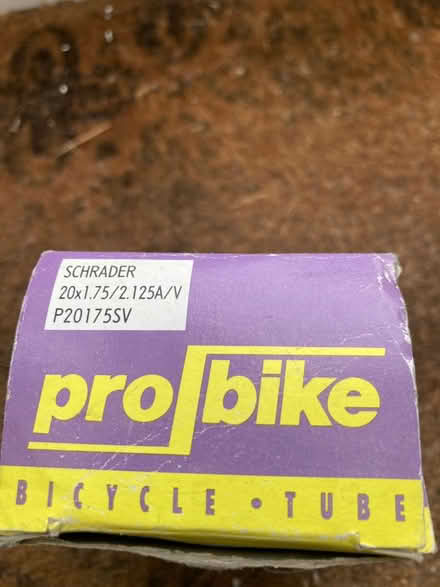 SCHRADER
20x1.75/2.125A/V
P20175SV
pro bike
BICYCLE • TUBE